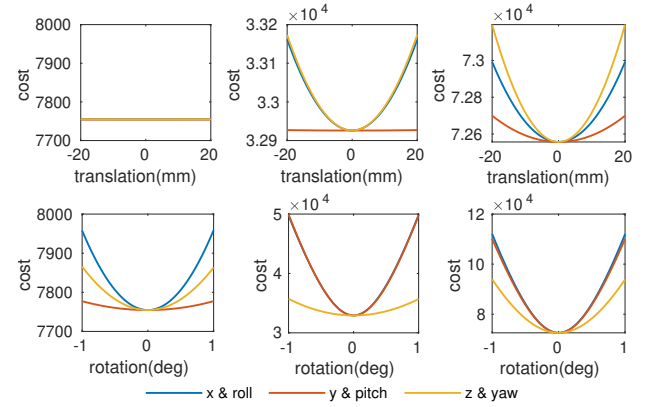 8000
7900
7800
7700
cost
-20 0 20
translation(mm)
×10⁴
3.32
3.31
3.3
3.29
cost
-20 0 20
translation(mm)
×10⁴
7.3
7.28
7.26
cost
-20 0 20
translation(mm)
8000
7900
7800
7700
cost
-1 0 1
rotation(deg)
×10⁴
5
4
3
cost
-1 0 1
rotation(deg)
×10⁴
12
10
8
cost
-1 0 1
rotation(deg)
x & roll y & pitch z & yaw